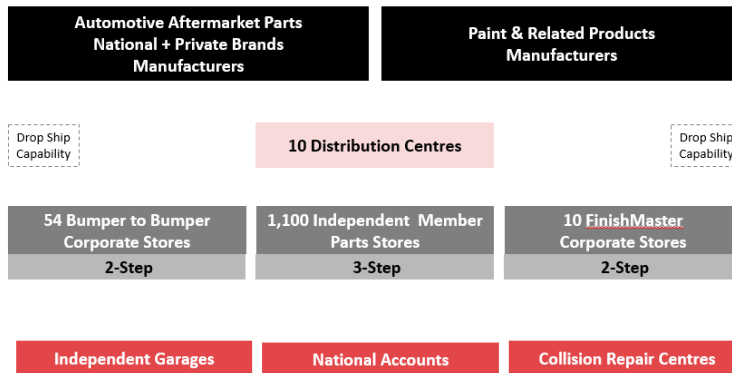 Automotive Aftermarket Parts
National + Private Brands
Manufacturers
Paint & Related Products
Manufacturers
Drop Ship
Capability
10 Distribution Centres
Drop Ship
Capability
54 Bumper to Bumper
Corporate Stores
2-Step
1,100 Independent Member
Parts Stores
3-Step
10 FinishMaster
Corporate Stores
2-Step
Independent Garages
National Accounts
Collision Repair Centres